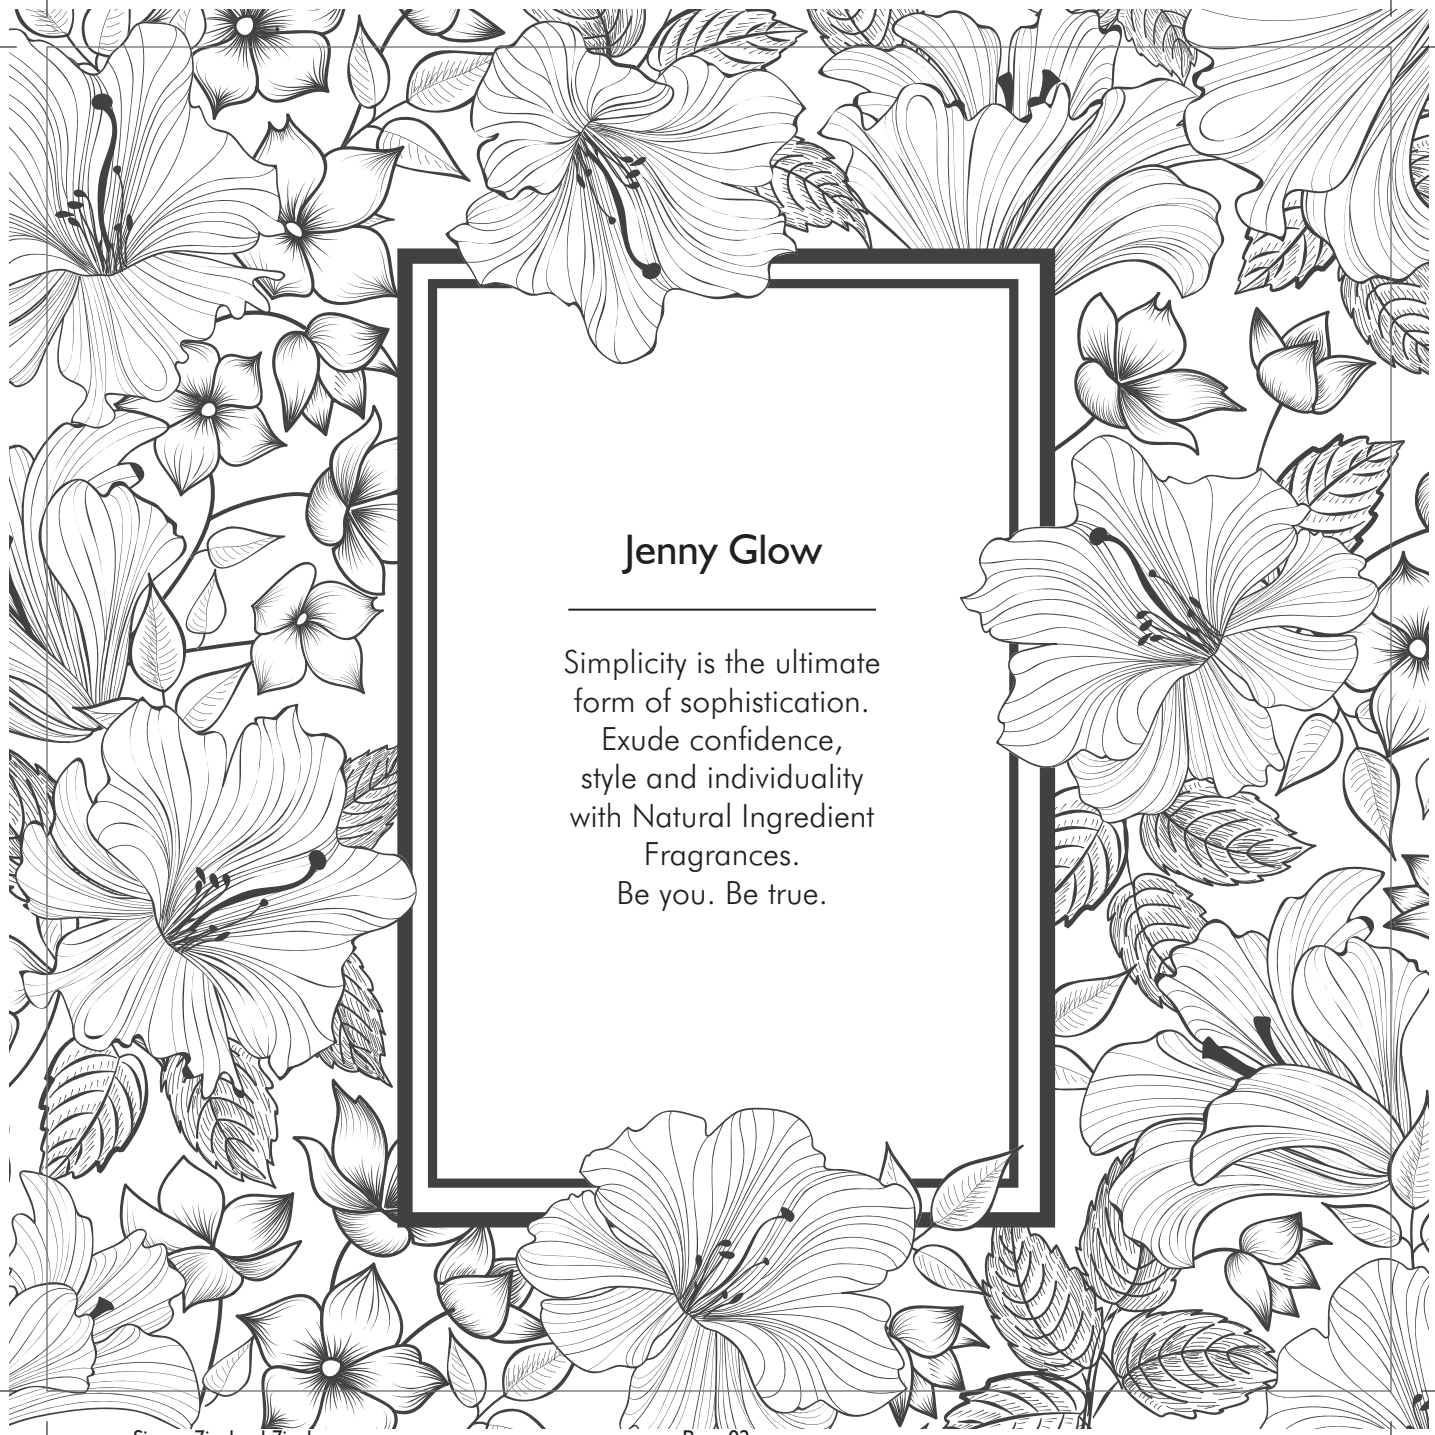 Jenny Glow
Simplicity is the ultimate
form of sophistication.
Exude confidence,
style and individuality
with Natural Ingredient
Fragrances.
Be you. Be true.